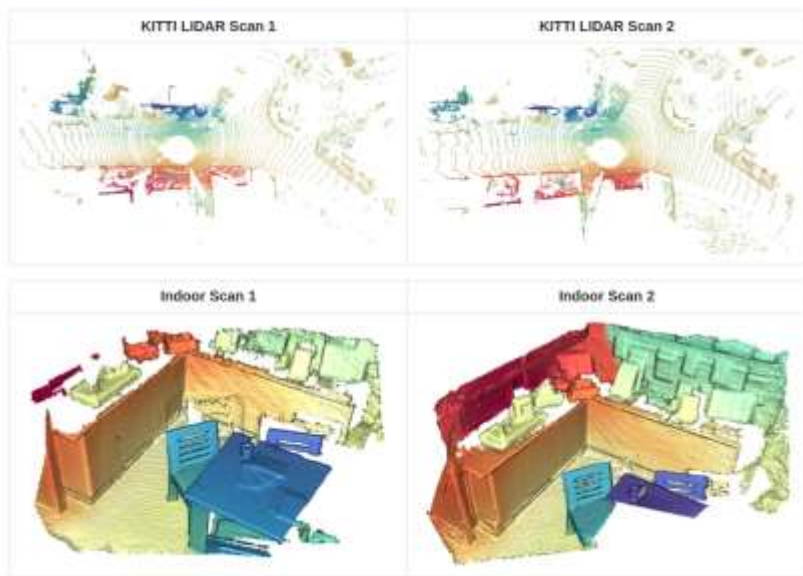 KITTI LIDAR Scan 1
KITTI LIDAR Scan 2
Indoor Scan 1
Indoor Scan 2